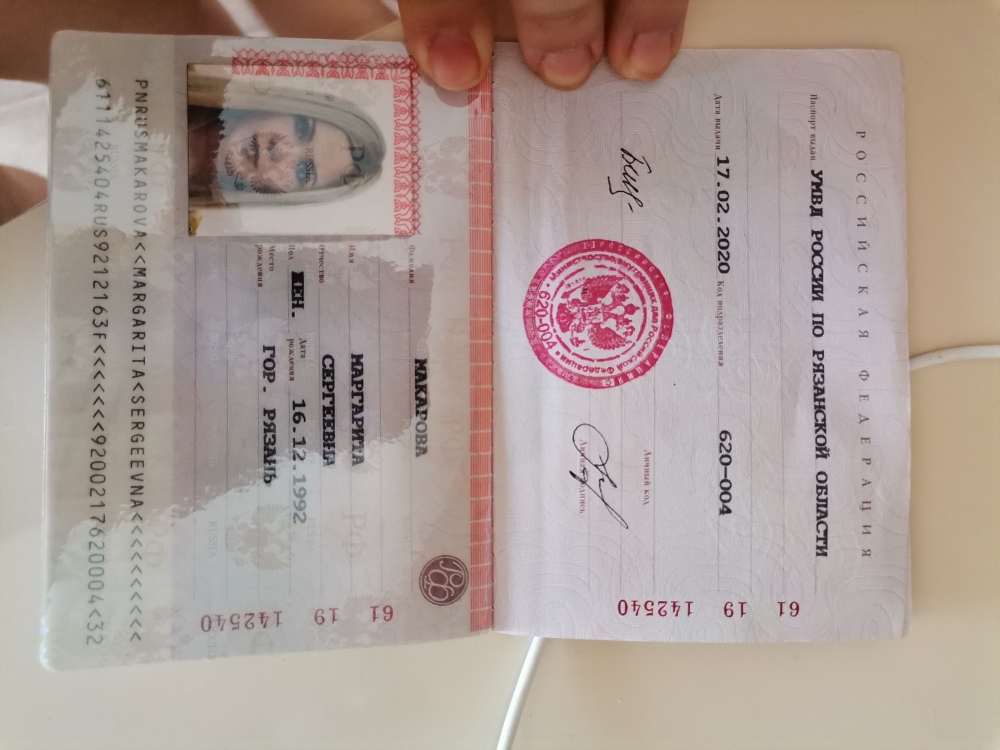 РОССИЙСКАЯ ФЕДЕРАЦИЯ
Паспорт выдан УМВД РОССИИ ПО РЯЗАНСКОЙ ОБЛАСТИ
Дата выдачи 17.02.2020 Код подразделения 620-004
Личный код
Личная подпись
620-004
61 19 142540
Фамилия МАКАРОВА
Имя МАРГАРИТА
Отчество СЕРГЕЕВНА
Пол ЖЕН. Дата рождения 16.12.1992
Место рождения ГОР. РЯЗАНЬ
61 19 142540
PNRUSMAKAROVA<<MARGARITA<SERGEEVNA<<<<<<<<<<
6111425404RUS9212163F<<<<<<<9200217620004<32